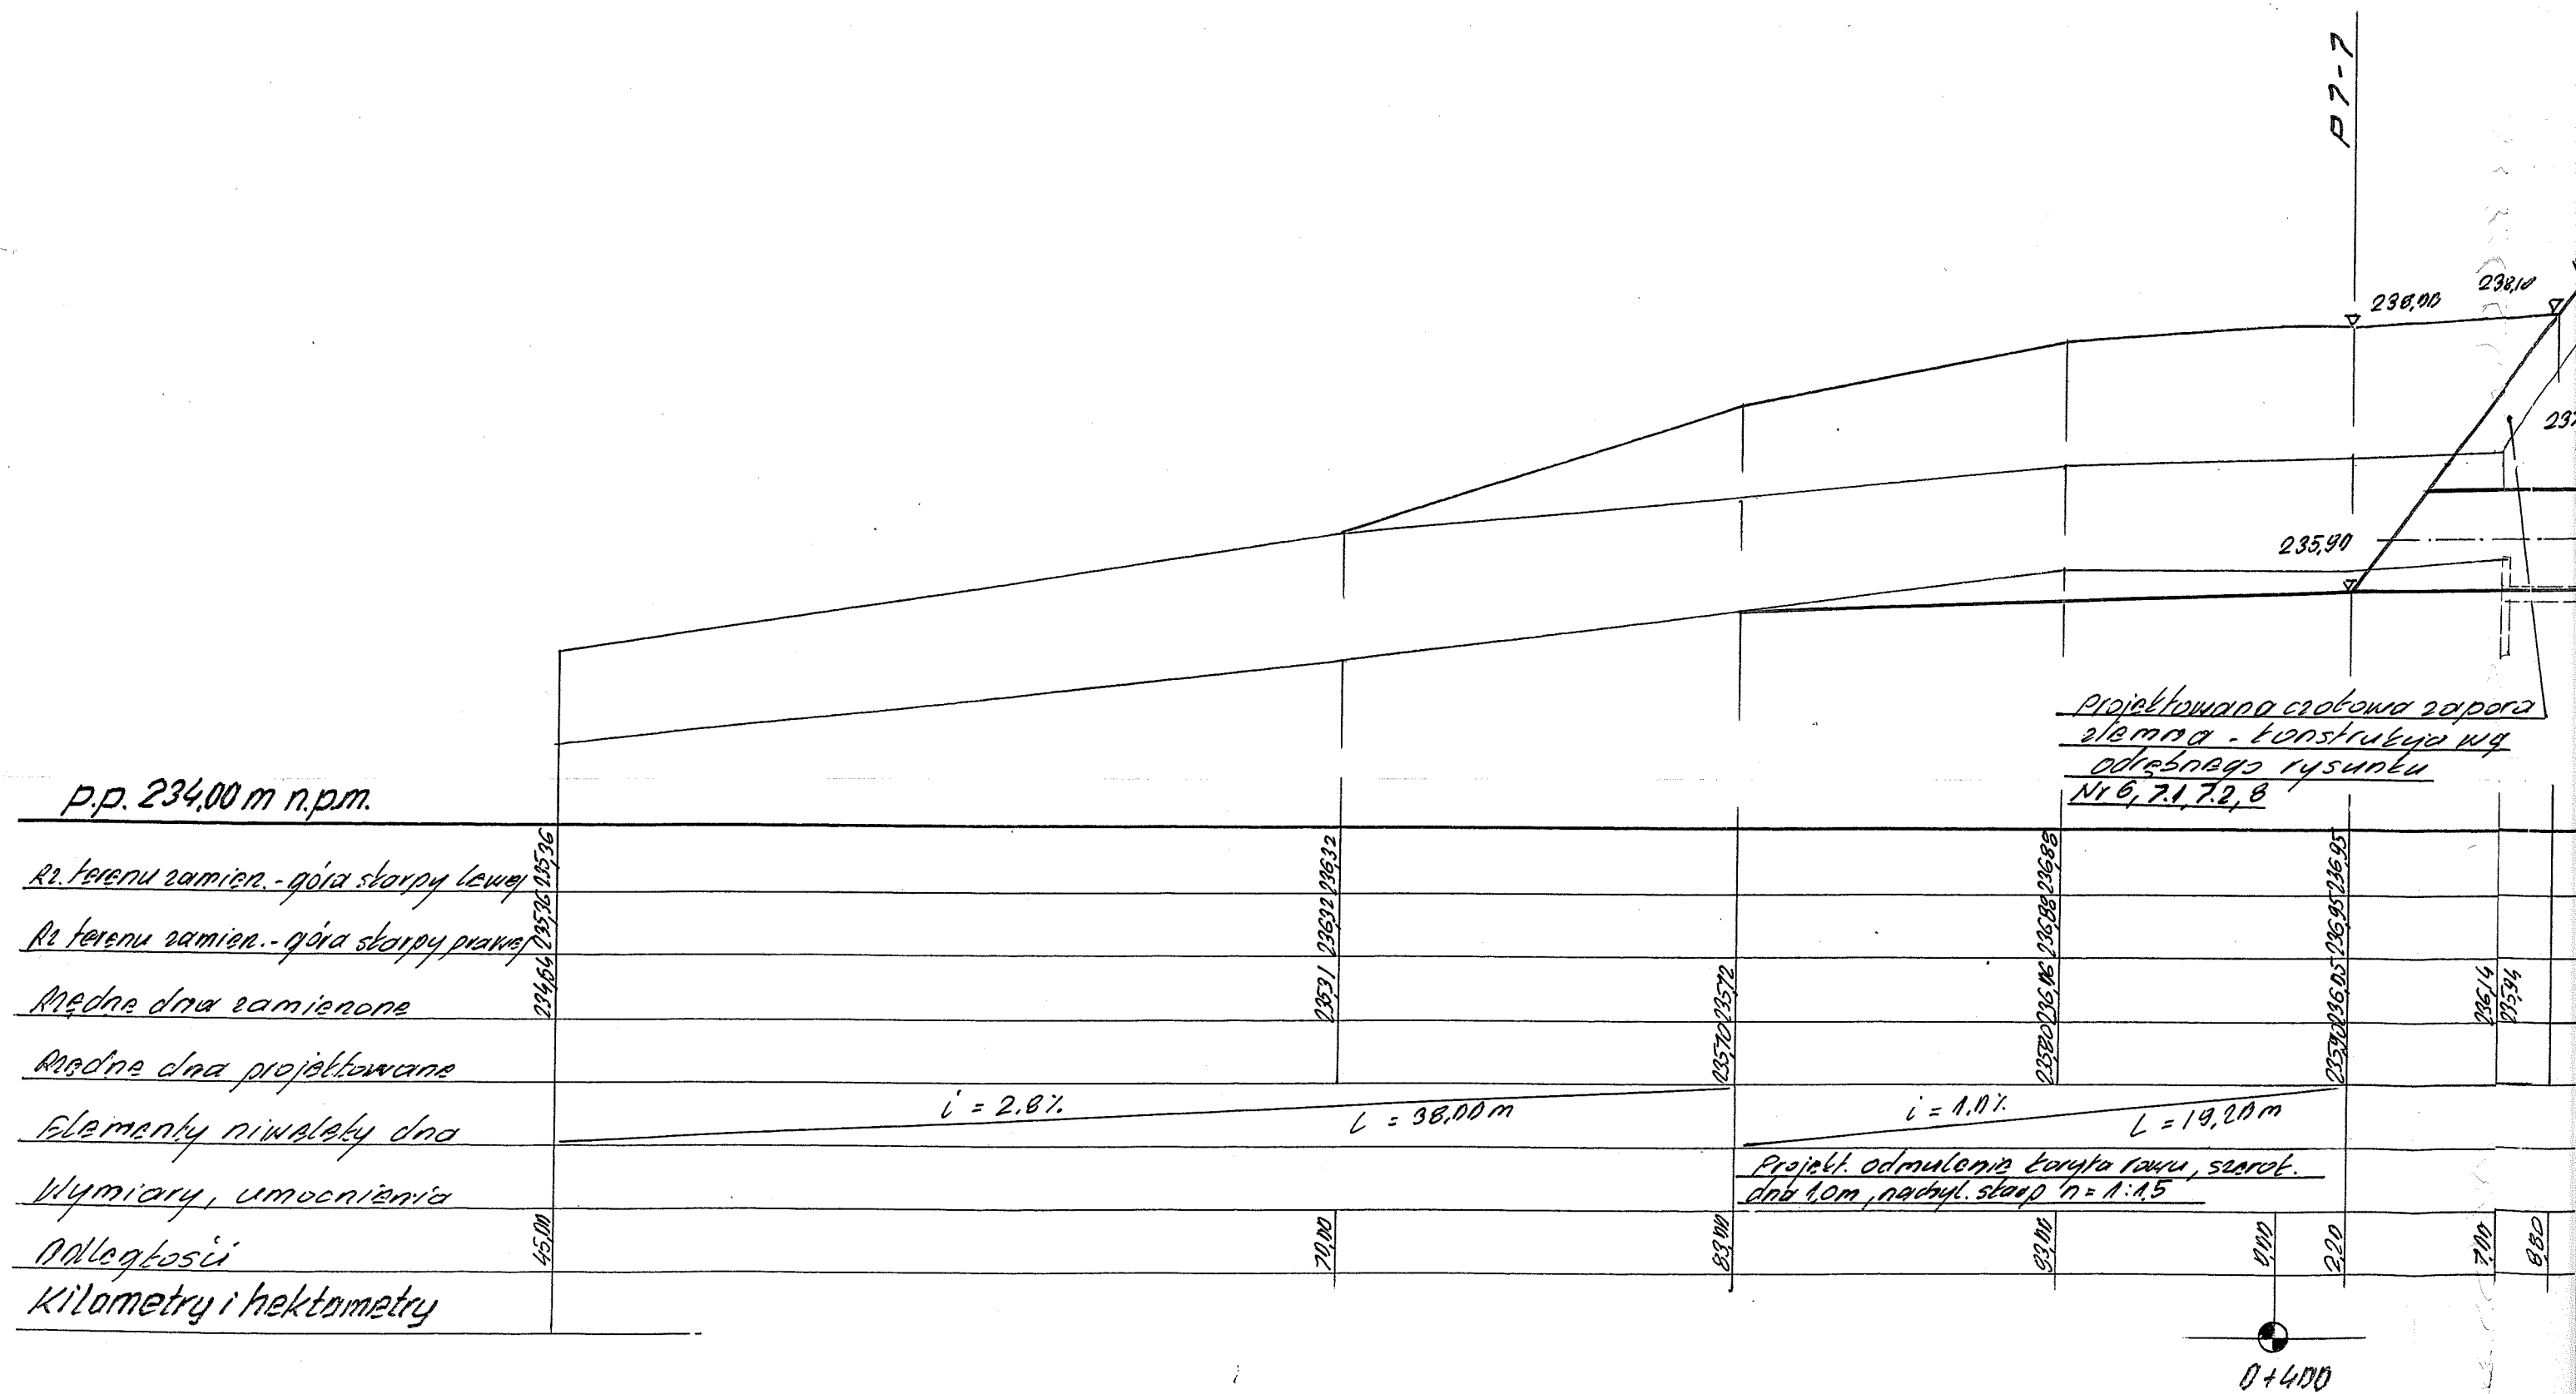 P 7-7
238,00
238,10
237
235,90
Projektowana czołowa zapora
ziemna - konstrukcja wg
odrębnego rysunku
Nr 6, 7.1, 7.2, 8
p.p. 234,00 m n.p.m.
Rz. terenu zamien. - góra skarpy lewej 235,36 236,32 236,88 236,95
Rz. terenu zamien. - góra skarpy prawej 235,36 236,32 236,88 236,95
Rzędne dna zamienone 234,64 235,31 235,72 236,06 236,05 236,14 235,94
Rzędne dna projektowane 235,70 235,80 235,90
Elementy niwelety dna i = 2,8% L = 38,00 m i = 1,0% L = 19,20 m
Wymiary, umocnienia
Projekt. odmulenie koryta rowu, szerok.
dna 1,0m, nachyl. skarp n = 1:1,5
Odległości 45,00 70,00 83,00 93,00 0,00 2,20 7,00 8,80
Kilometry i hektometry
0+400